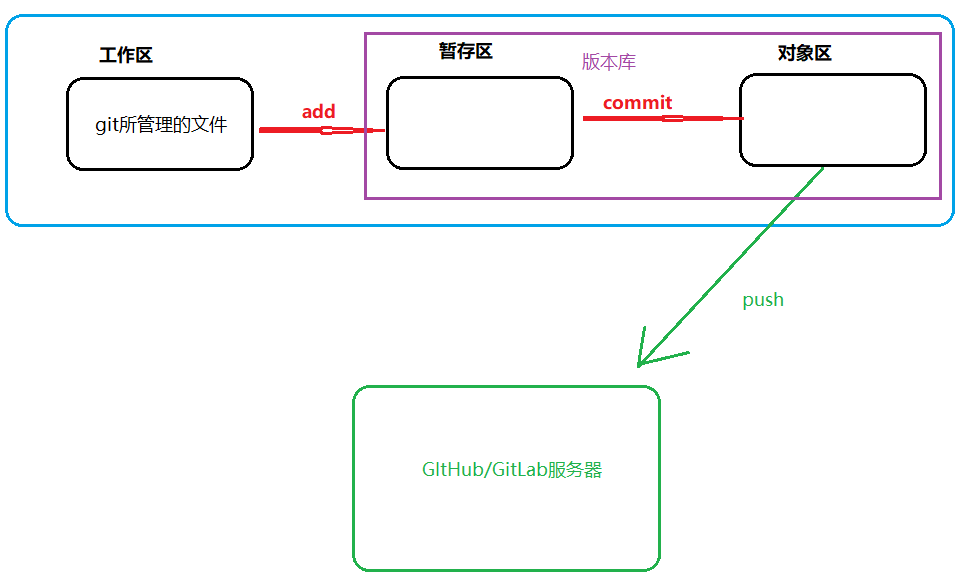 工作区
暂存区
版本库
对象区
git所管理的文件
add
commit
push
GItHub/GitLab服务器